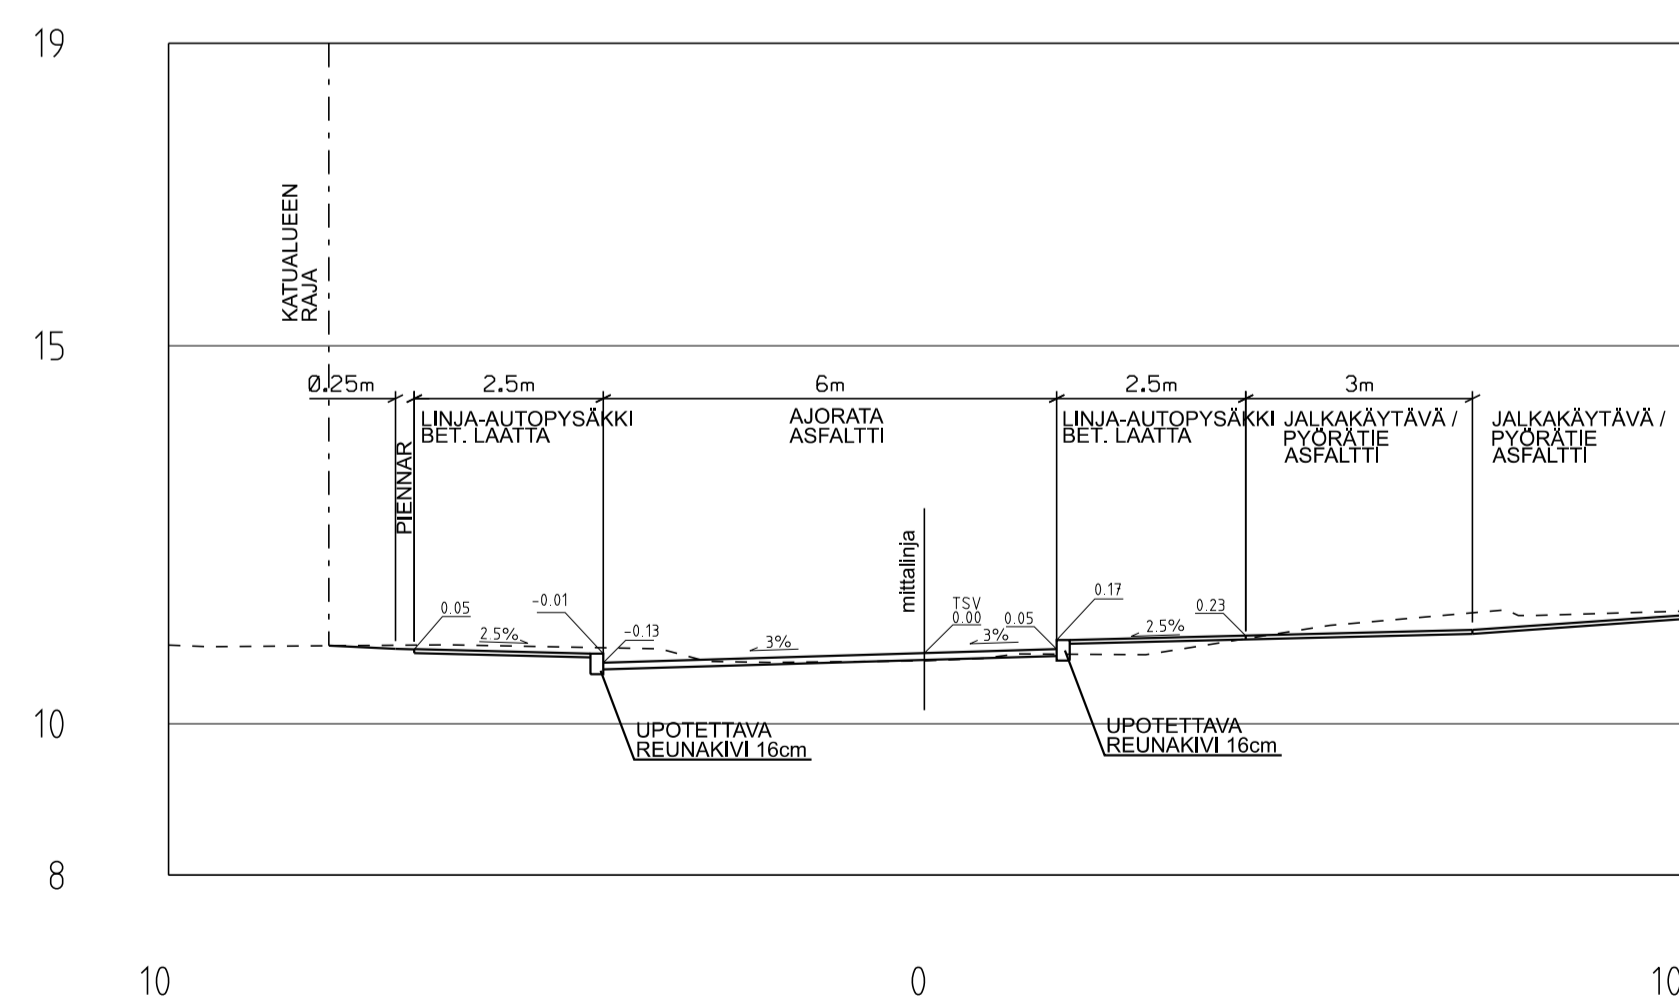 19
KATUALUEEN
RAJA
15
0.25m
2.5m
6m
2.5m
3m
PIENNAR
LINJA-AUTOPYSÄKKI
BET. LAATTA
AJORATA
ASFALTTI
LINJA-AUTOPYSÄKKI
BET. LAATTA
JALKAKÄYTÄVÄ /
PYÖRÄTIE
ASFALTTI
JALKAKÄYTÄVÄ /
PYÖRÄTIE
ASFALTTI
mittalinja
0.05
2.5%
-0.01
-0.13
3%
TSV
0.00
0.05
3%
0.17
2.5%
0.23
10
UPOTETTAVA
REUNAKIVI 16cm
UPOTETTAVA
REUNAKIVI 16cm
8
10
0
10